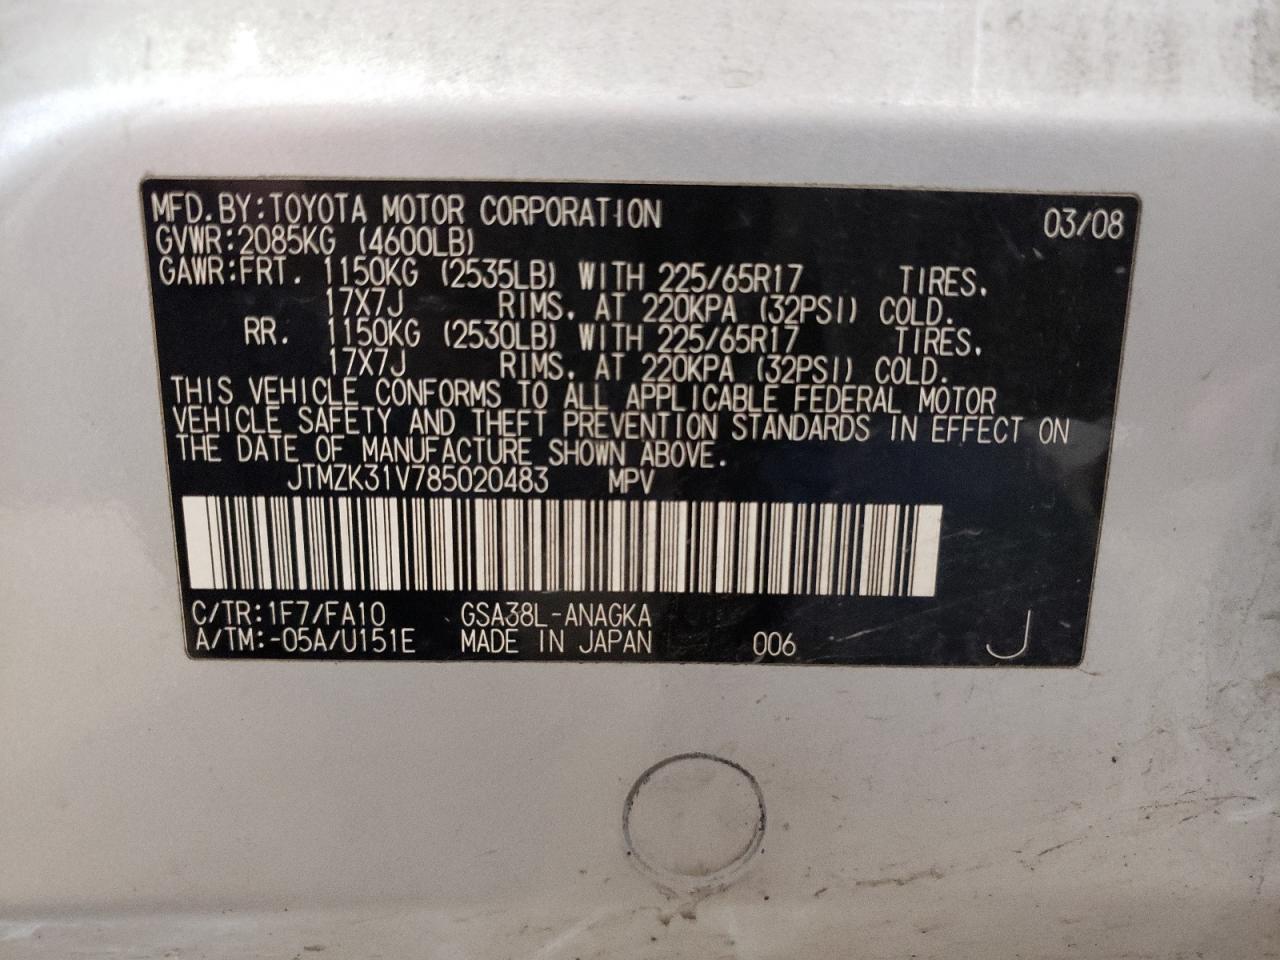 MFD. BY: TOYOTA MOTOR CORPORATION 03/08
GVWR: 2085KG (4600LB)
GAWR: FRT. 1150KG (2535LB) WITH 225/65R17 TIRES,
17X7J RIMS, AT 220KPA (32PSI) COLD.
RR. 1150KG (2530LB) WITH 225/65R17 TIRES,
17X7J RIMS, AT 220KPA (32PSI) COLD.
THIS VEHICLE CONFORMS TO ALL APPLICABLE FEDERAL MOTOR
VEHICLE SAFETY AND THEFT PREVENTION STANDARDS IN EFFECT ON
THE DATE OF MANUFACTURE SHOWN ABOVE.
JTMZK31V785020483 MPV
C/TR: 1F7/FA10 GSA38L-ANAGKA
A/TM: -05A/U151E MADE IN JAPAN 006 J